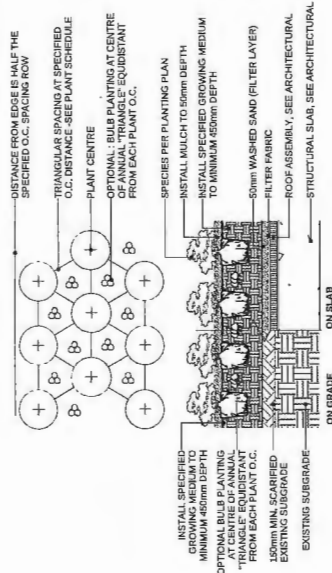 DISTANCE FROM EDGE IS HALF THE
SPECIFIED O.C. SPACING ROW
TRIANGULAR SPACING AT SPECIFIED
O.C. DISTANCE -SEE PLANT SCHEDULE
PLANT CENTRE
OPTIONAL: BULB PLANTING AT CENTRE
OF ANNUAL "TRIANGLE" EQUIDISTANT
FROM EACH PLANT O.C.
SPECIES PER PLANTING PLAN
INSTALL MULCH TO 50mm DEPTH
INSTALL SPECIFIED GROWING MEDIUM
TO MINIMUM 450mm DEPTH
50mm WASHED SAND (FILTER LAYER)
FILTER FABRIC
ROOF ASSEMBLY, SEE ARCHITECTURAL
STRUCTURAL SLAB, SEE ARCHITECTURAL
INSTALL SPECIFIED
GROWING MEDIUM TO
MINIMUM 450mm DEPTH
OPTIONAL BULB PLANTING
AT CENTRE OF ANNUAL
"TRIANGLE" EQUIDISTANT
FROM EACH PLANT O.C.
150mm MIN. SCARIFIED
EXISTING SUBGRADE
EXISTING SUBGRADE
ON GRADE
ON SLAB